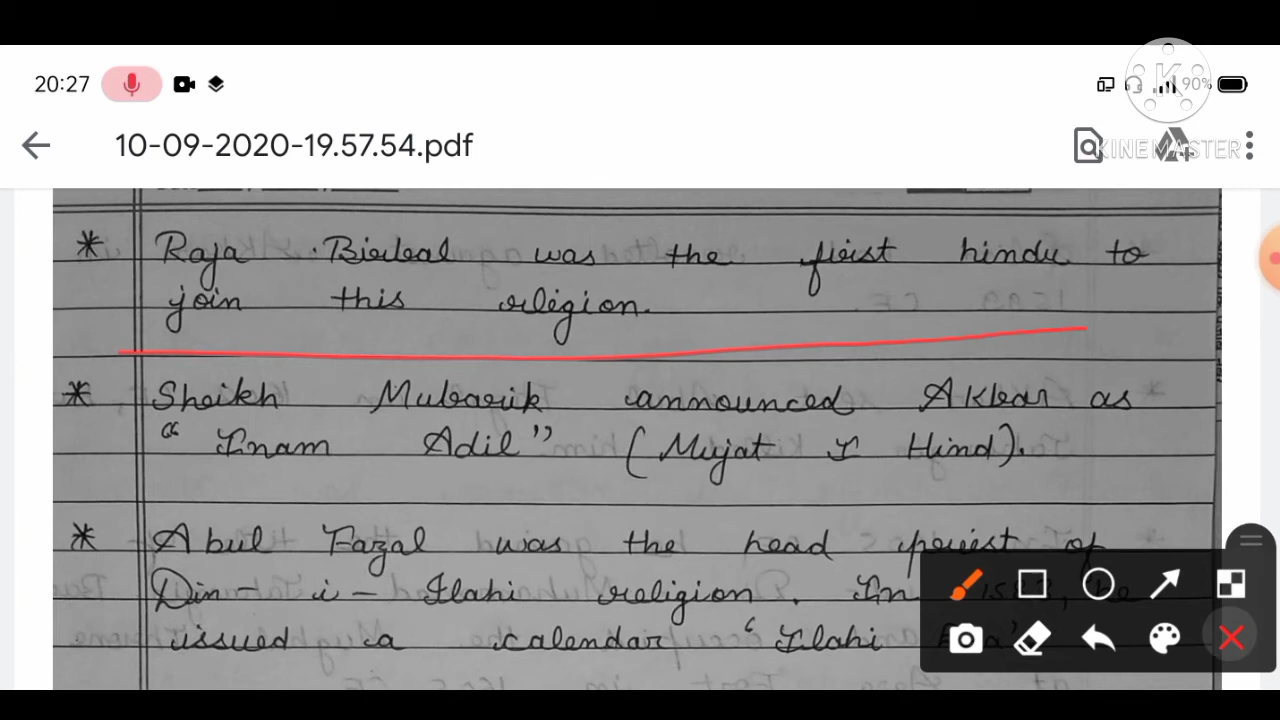 20:27
90%
KINEMASTER
10-09-2020-19.57.54.pdf
* Raja Birbal was the first hindu to
join this religion.
* Sheikh Mubarik announced Akbar as
"Imam Adil" (Mujat I Hind).
* Abul Fazal was the head priest of
Din-i-Ilahi religion. In
issued a calendar 'Ilahi